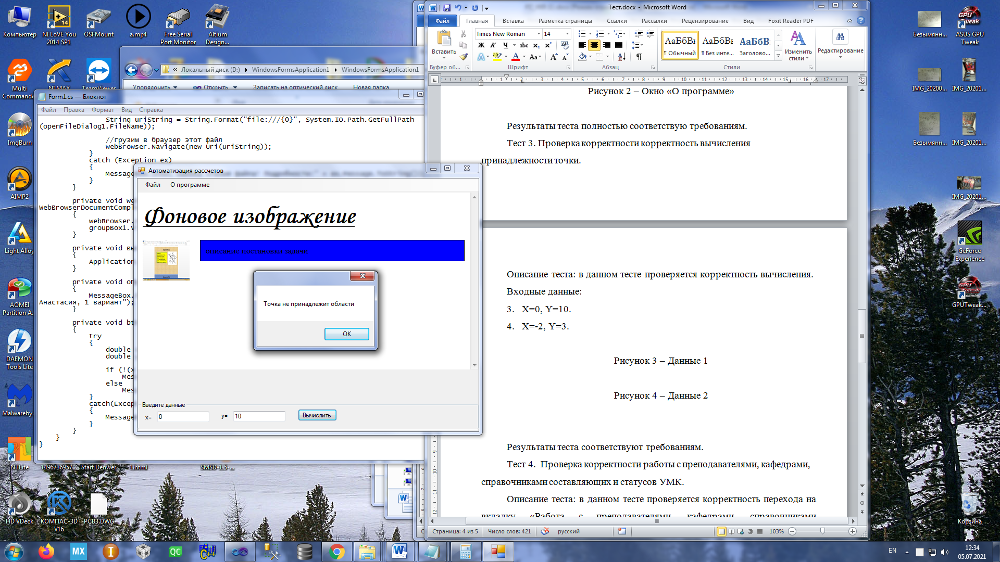 Компьютер
NI LoVE You 2014 SP1
OSFMount
a.mp4
Free Serial Port Monitor
Altium Design...
Multi Commande
NI MAX
TeamViewer
ImgBurn
AIMP2
Light Alloy
AOMEI Partition A...
DAEMON Tools Lite
Malwareby...
NTLite
1496736957...
Start Denwer
1.html
SMSD-1.5-...
HD VDeck
КОМПАС-3D V16
PCB3.DWG
Локальный диск (D:)
WindowsFormsApplication1
WindowsFormsApplication1
Упорядочить
Открыть
Записать на оптический диск
Новая папка
Form1.cs — Блокнот
Файл Правка Формат Вид Справка
String uriString = String.Format("file:///{0}", System.IO.Path.GetFullPath
(openFileDialog1.FileName));
//грузим в браузер этот файл
webBrowser.Navigate(new Uri(uriString));
}
catch (Exception ex)
{
Message
}
}
private void we
WebBrowserDocumentCompl
{
webBrowser.
groupBox1.V
}
private void вы
{
Application
}
private void оп
{
MessageBox.
Анастасия, 1 вариант");
}
private void bt
{
try
{
double
double
if (!(x
Mes
else
Mes
}
catch(Excep
{
Message
}
}
}
}
Автоматизация рассчетов
Файл О программе
Фоновое изображение
описание постановки задачи
Точка не принадлежит области
OK
Введите данные
x= 0 y= 10 Вычислить
Тест.docx - Microsoft Word
Файл Главная Вставка Разметка страницы Ссылки Рассылки Рецензирование Вид Foxit Reader PDF
Вставить
Times New Roman 14
Ж К Ч abc x₂ x²
Aa
АаБбВı АаБбВı АаБбВ
¶ Обычный ¶ Без инте... Заголово...
Изменить стили
Редактирование
Буфер об... Шрифт Абзац Стили
Рисунок 2 – Окно «О программе»
Результаты теста полностью соответствую требованиям.
Тест 3. Проверка корректности корректность вычисления
принадлежности точки.
Описание теста: в данном тесте проверяется корректность вычисления.
Входные данные:
3. X=0, Y=10.
4. X=-2, Y=3.
Рисунок 3 – Данные 1
Рисунок 4 – Данные 2
Результаты теста соответствуют требованиям.
Тест 4. Проверка корректности работы с преподавателями, кафедрами,
справочниками составляющих и статусов УМК.
Описание теста: в данном тесте проверяется корректность перехода на
вкладку «Работа с преподавателями, кафедрами, справочниками
Страница: 4 из 5 Число слов: 421 русский 103%
Безымянн...
ASUS GPU Tweak
IMG_20200...
IMG_20201...
Безымянн...
IMG_20201...
IMG_20201...
GeForce Experience
GPUTweak...
Корзина
MX
QC
EN
12:34
05.07.2021